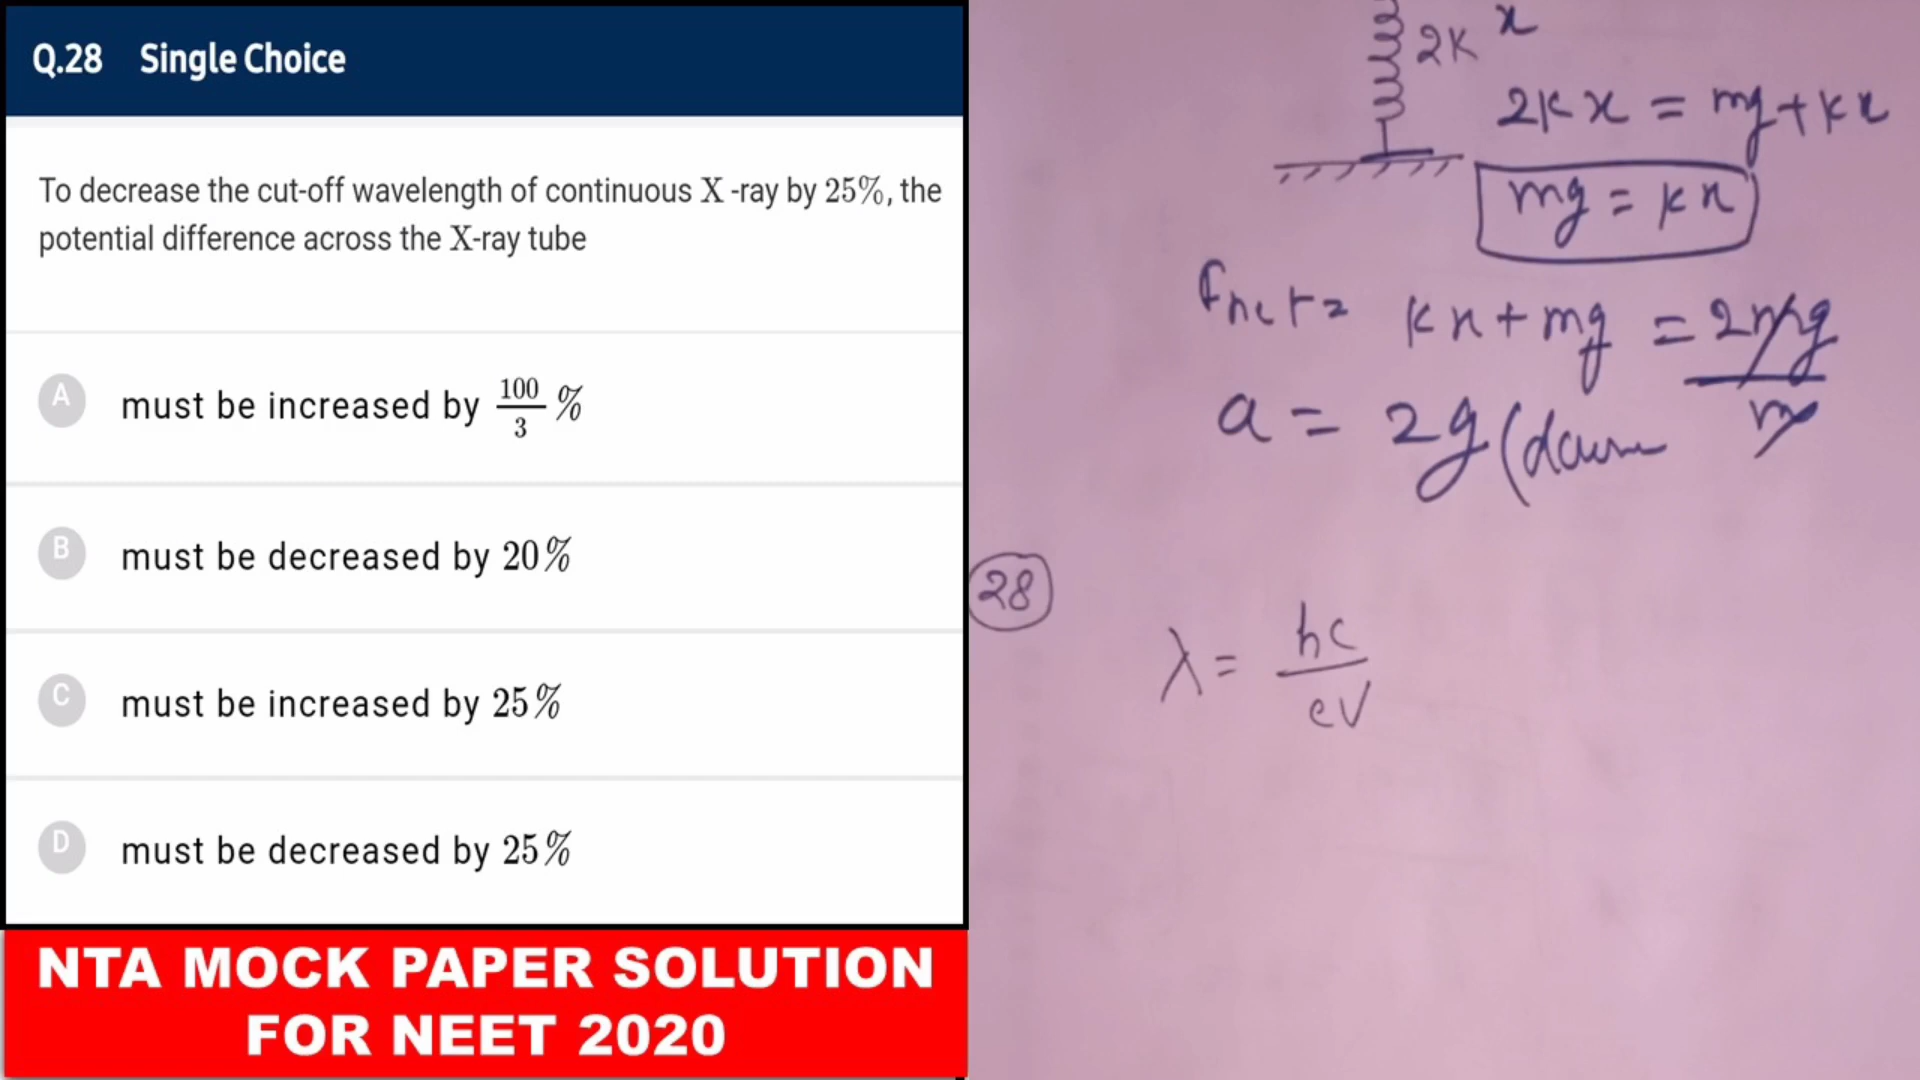 Q.28 Single Choice
To decrease the cut-off wavelength of continuous X -ray by 25%, the
potential difference across the X-ray tube
A must be increased by 100/3 %
B must be decreased by 20%
C must be increased by 25%
D must be decreased by 25%
NTA MOCK PAPER SOLUTION
FOR NEET 2020
2K x
2Kx = mg + Kx
mg = Kx
Fnet = Kx + mg = 2mg/m
a = 2g (down
28
λ = hc/eV